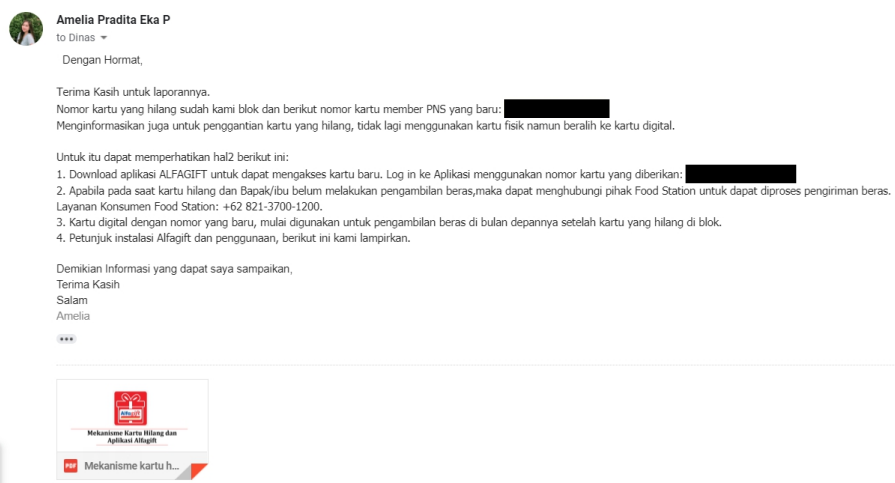 Amelia Pradita Eka P
to Dinas
Dengan Hormat,
Terima Kasih untuk laporannya.
Nomor kartu yang hilang sudah kami blok dan berikut nomor kartu member PNS yang baru:
Menginformasikan juga untuk penggantian kartu yang hilang, tidak lagi menggunakan kartu fisik namun beralih ke kartu digital.
Untuk itu dapat memperhatikan hal2 berikut ini:
1. Download aplikasi ALFAGIFT untuk dapat mengakses kartu baru. Log in ke Aplikasi menggunakan nomor kartu yang diberikan:
2. Apabila pada saat kartu hilang dan Bapak/ibu belum melakukan pengambilan beras,maka dapat menghubungi pihak Food Station untuk dapat diproses pengiriman beras.
Layanan Konsumen Food Station: +62 821-3700-1200.
3. Kartu digital dengan nomor yang baru, mulai digunakan untuk pengambilan beras di bulan depannya setelah kartu yang hilang di blok.
4. Petunjuk instalasi Alfagift dan penggunaan, berikut ini kami lampirkan.
Demikian Informasi yang dapat saya sampaikan,
Terima Kasih
Salam
Amelia
Alfagift
Mekanisme Kartu Hilang dan
Aplikasi Alfagift
PDF Mekanisme kartu h...